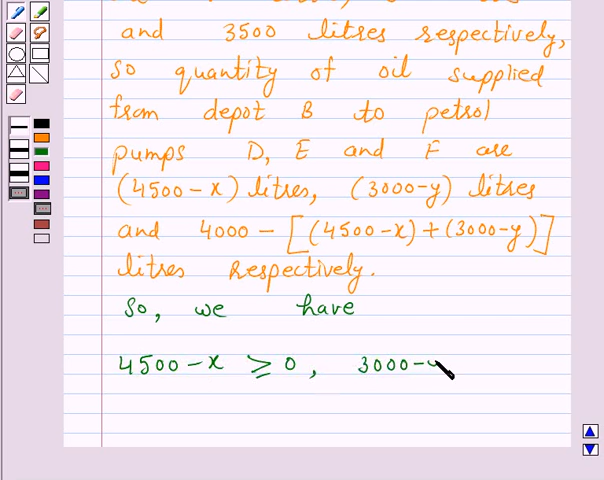 and 3500 litres respectively,
so quantity of oil supplied
from depot B to petrol
pumps D, E and F are
(4500-x) litres, (3000-y) litres
and 4000 - [(4500-x)+(3000-y)]
litres respectively.
So, we have
4500-x ≥ 0, 3000-